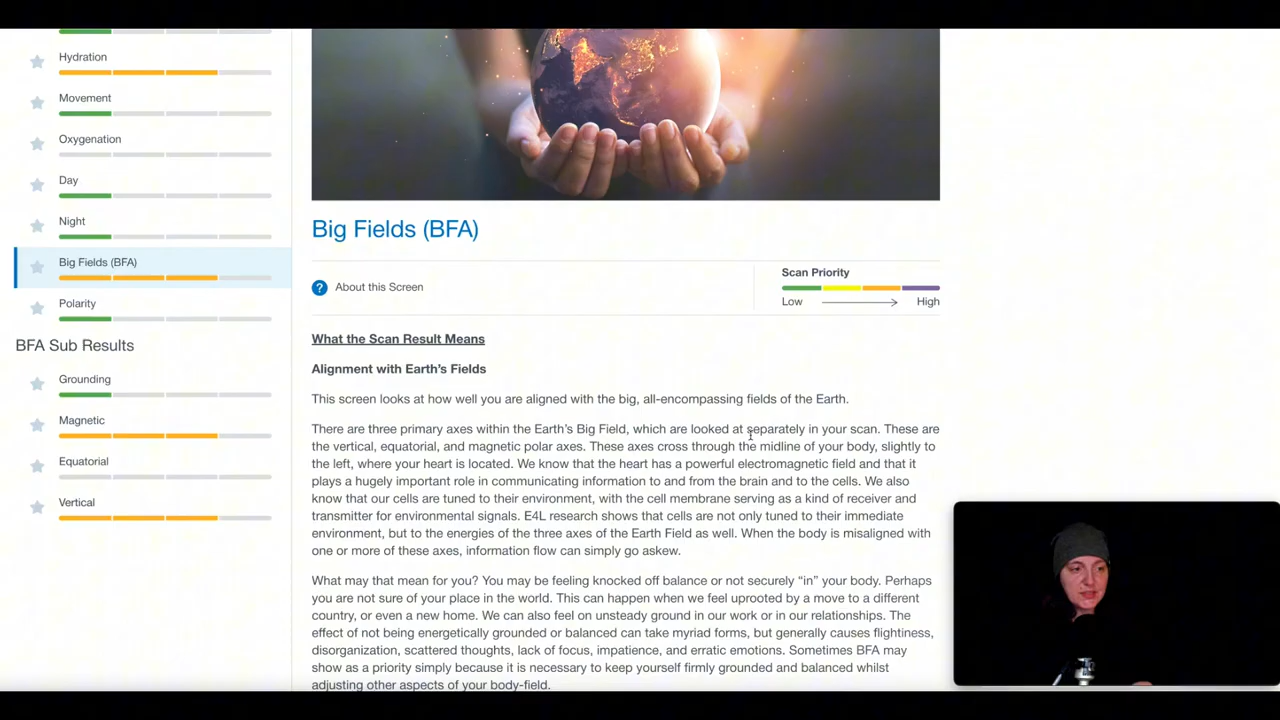 Hydration
Movement
Oxygenation
Day
Night
Big Fields (BFA)
Polarity
BFA Sub Results
Grounding
Magnetic
Equatorial
Vertical
Big Fields (BFA)
? About this Screen
Scan Priority
Low High
What the Scan Result Means
Alignment with Earth’s Fields
This screen looks at how well you are aligned with the big, all-encompassing fields of the Earth.
There are three primary axes within the Earth’s Big Field, which are looked at separately in your scan. These are
the vertical, equatorial, and magnetic polar axes. These axes cross through the midline of your body, slightly to
the left, where your heart is located. We know that the heart has a powerful electromagnetic field and that it
plays a hugely important role in communicating information to and from the brain and to the cells. We also
know that our cells are tuned to their environment, with the cell membrane serving as a kind of receiver and
transmitter for environmental signals. E4L research shows that cells are not only tuned to their immediate
environment, but to the energies of the three axes of the Earth Field as well. When the body is misaligned with
one or more of these axes, information flow can simply go askew.
What may that mean for you? You may be feeling knocked off balance or not securely “in” your body. Perhaps
you are not sure of your place in the world. This can happen when we feel uprooted by a move to a different
country, or even a new home. We can also feel on unsteady ground in our work or in our relationships. The
effect of not being energetically grounded or balanced can take myriad forms, but generally causes flightiness,
disorganization, scattered thoughts, lack of focus, impatience, and erratic emotions. Sometimes BFA may
show as a priority simply because it is necessary to keep yourself firmly grounded and balanced whilst
adjusting other aspects of your body-field.